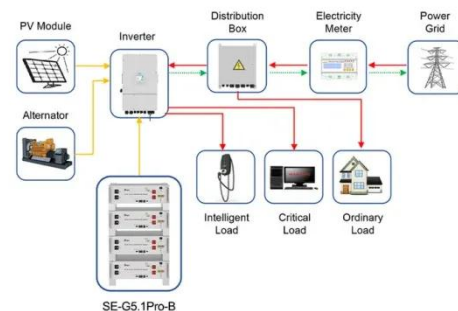 PV Module
Inverter
Distribution
Box
Electricity
Meter
Power
Grid
Alternator
Intelligent
Load
Critical
Load
Ordinary
Load
SE-G5.1Pro-B